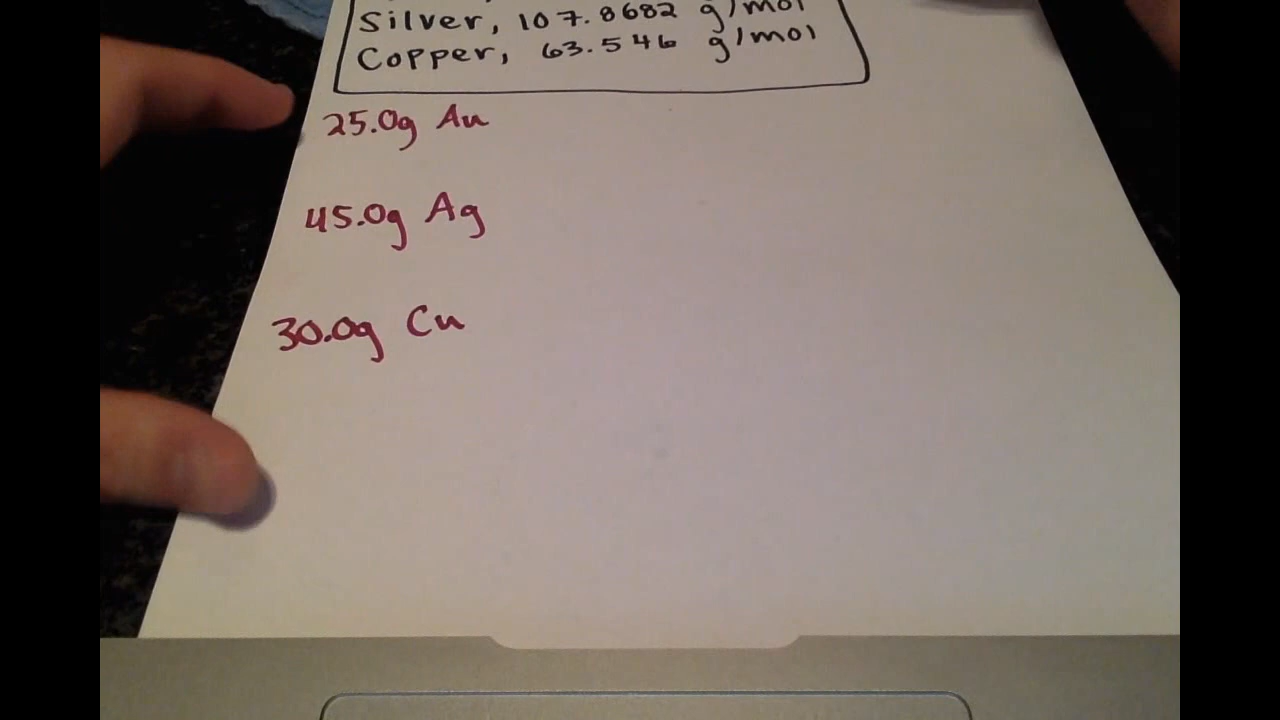 Silver, 107.8682 g/mol
Copper, 63.546 g/mol
25.0g Au
45.0g Ag
30.0g Cu